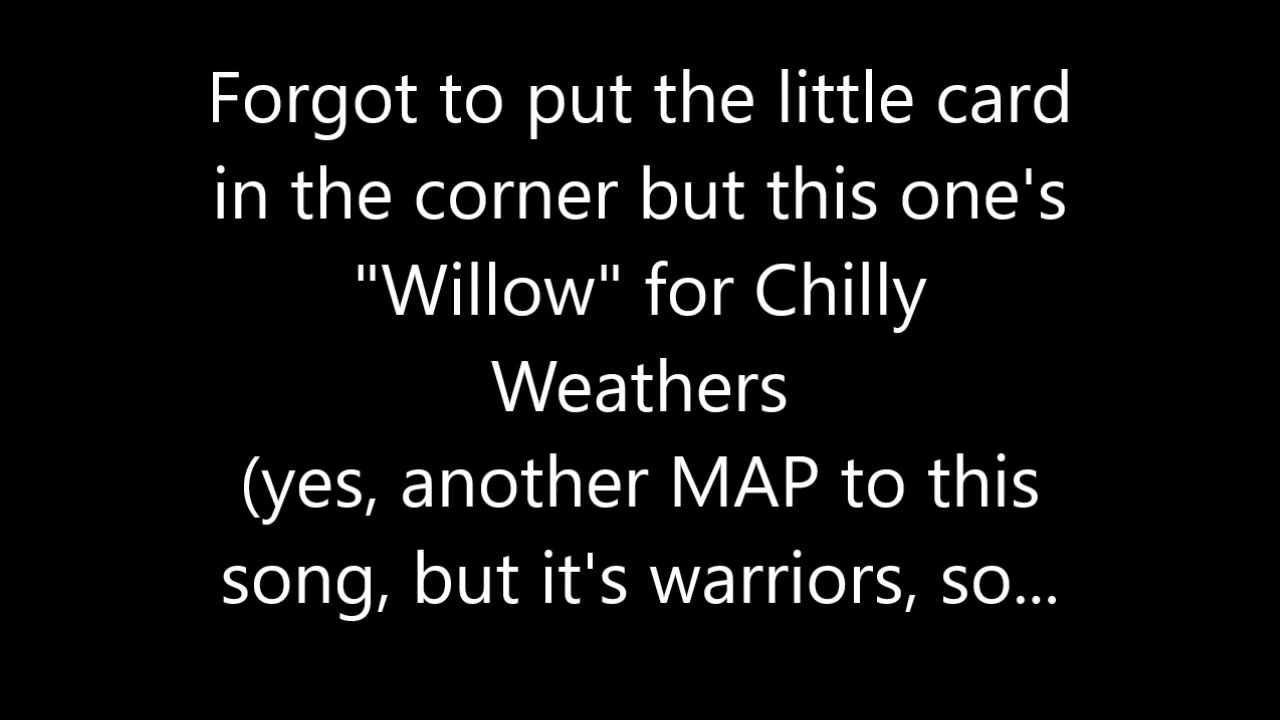 Forgot to put the little card
in the corner but this one's
"Willow" for Chilly
Weathers
(yes, another MAP to this
song, but it's warriors, so...